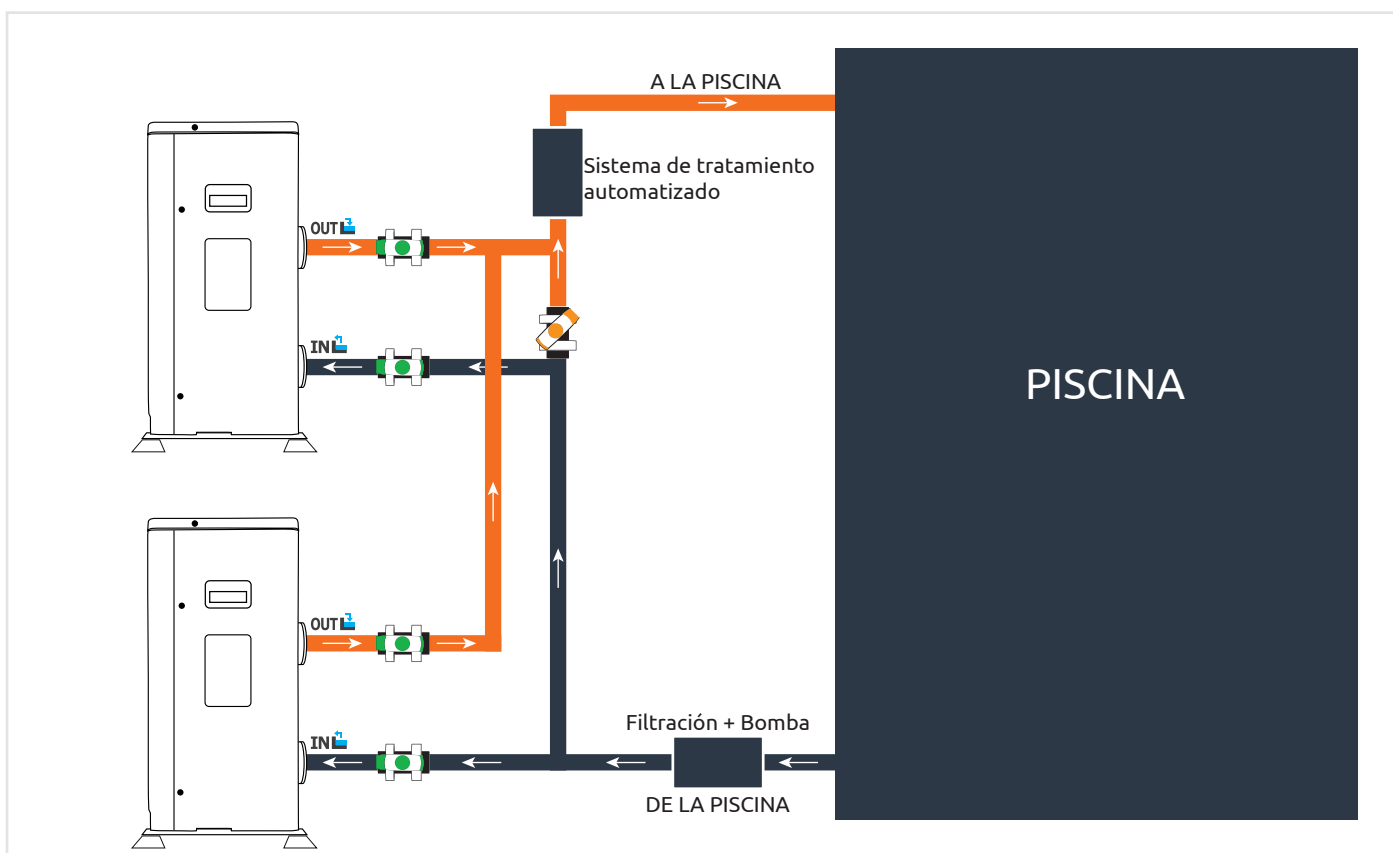 A LA PISCINA
Sistema de tratamiento
automatizado
OUT
IN
PISCINA
OUT
Filtración + Bomba
IN
DE LA PISCINA